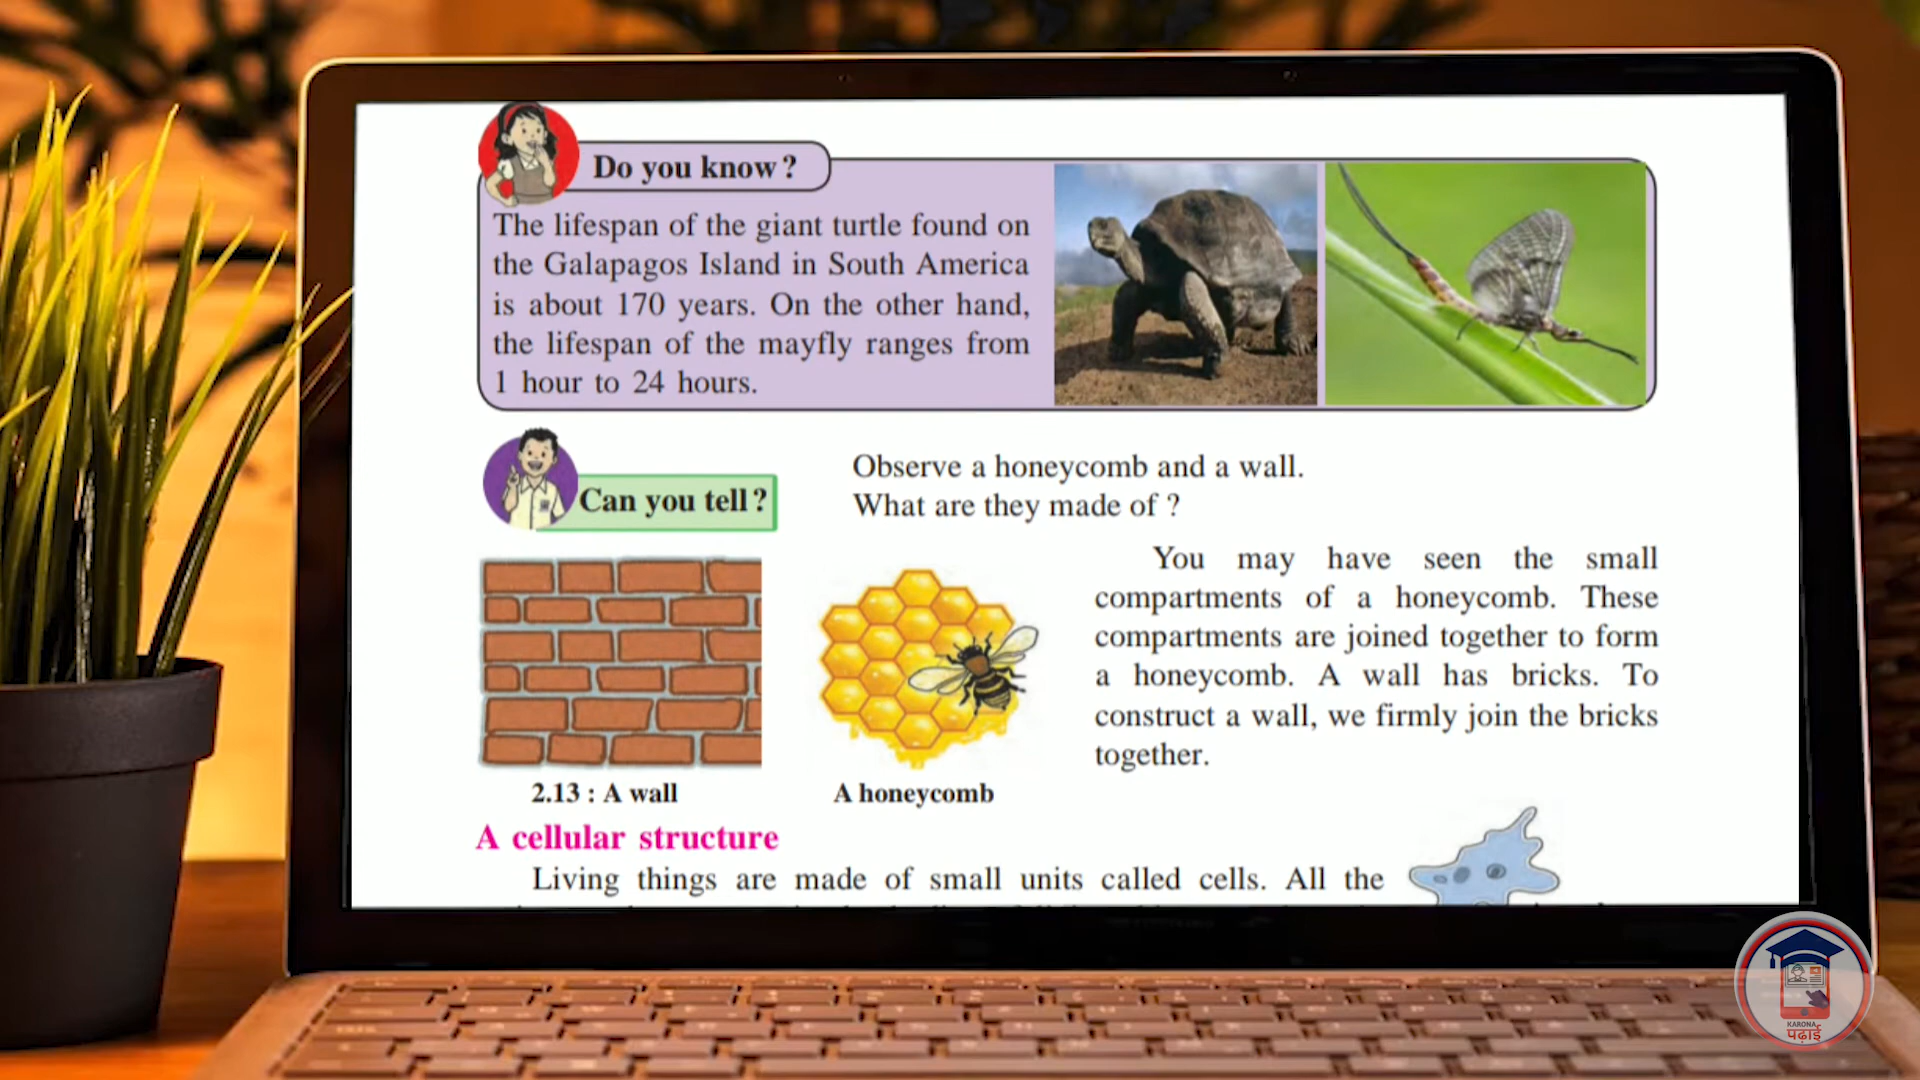 Do you know ?
The lifespan of the giant turtle found on
the Galapagos Island in South America
is about 170 years. On the other hand,
the lifespan of the mayfly ranges from
1 hour to 24 hours.
Can you tell ?
Observe a honeycomb and a wall.
What are they made of ?
You may have seen the small
compartments of a honeycomb. These
compartments are joined together to form
a honeycomb. A wall has bricks. To
construct a wall, we firmly join the bricks
together.
2.13 : A wall
A honeycomb
A cellular structure
Living things are made of small units called cells. All the
KARONA
पढ़ाई